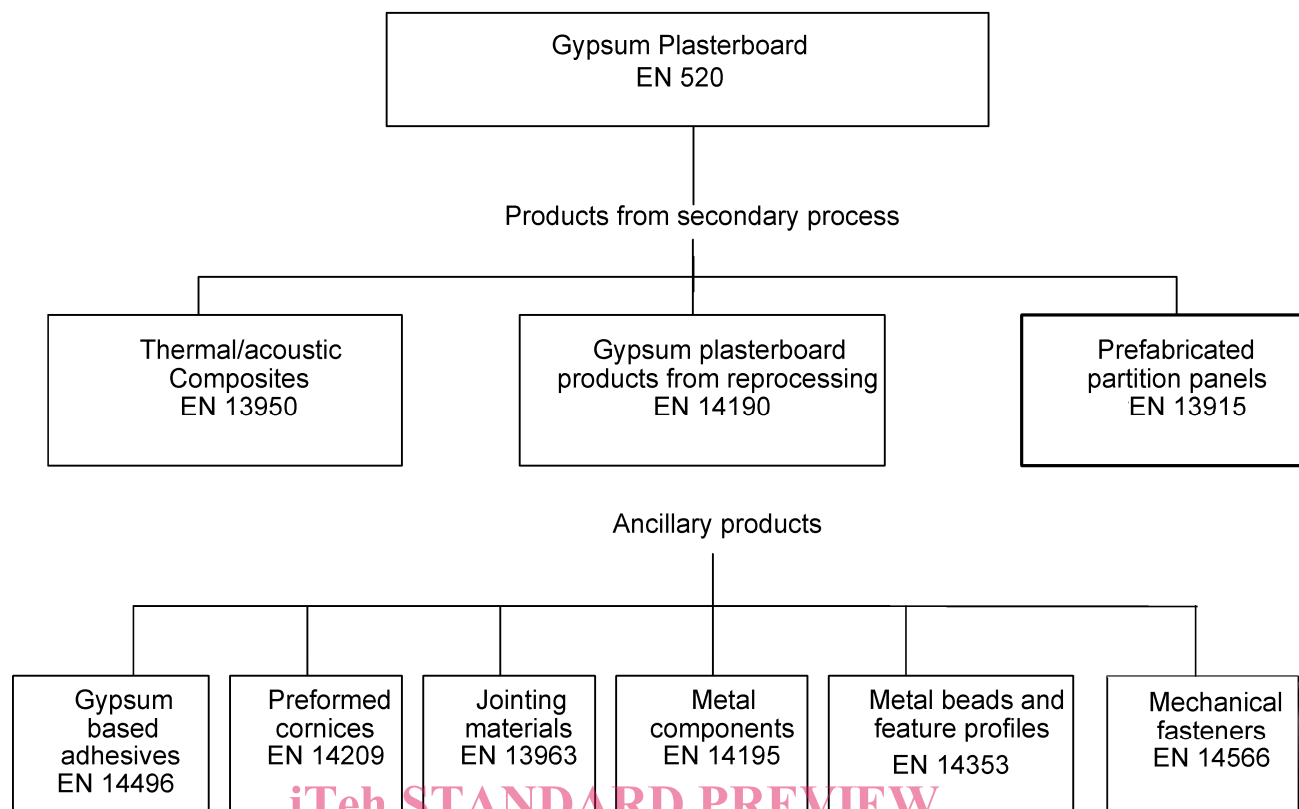 Gypsum Plasterboard
EN 520
Products from secondary process
Thermal/acoustic
Composites
EN 13950
Gypsum plasterboard
products from reprocessing
EN 14190
Prefabricated
partition panels
EN 13915
Ancillary products
Gypsum
based
adhesives
EN 14496
Preformed
cornices
EN 14209
Jointing
materials
EN 13963
Metal
components
EN 14195
Metal beads and
feature profiles
EN 14353
Mechanical
fasteners
EN 14566
iTeh STANDARD PREVIEW